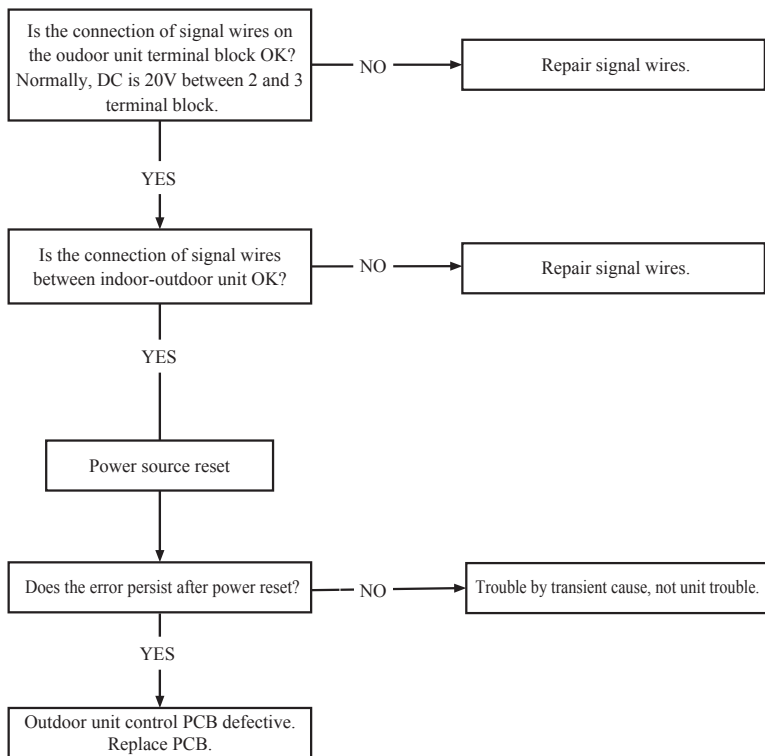 Is the connection of signal wires on
the oudoor unit terminal block OK?
Normally, DC is 20V between 2 and 3
terminal block.
NO
Repair signal wires.
YES
Is the connection of signal wires
between indoor-outdoor unit OK?
NO
Repair signal wires.
YES
Power source reset
Does the error persist after power reset?
NO
Trouble by transient cause, not unit trouble.
YES
Outdoor unit control PCB defective.
Replace PCB.